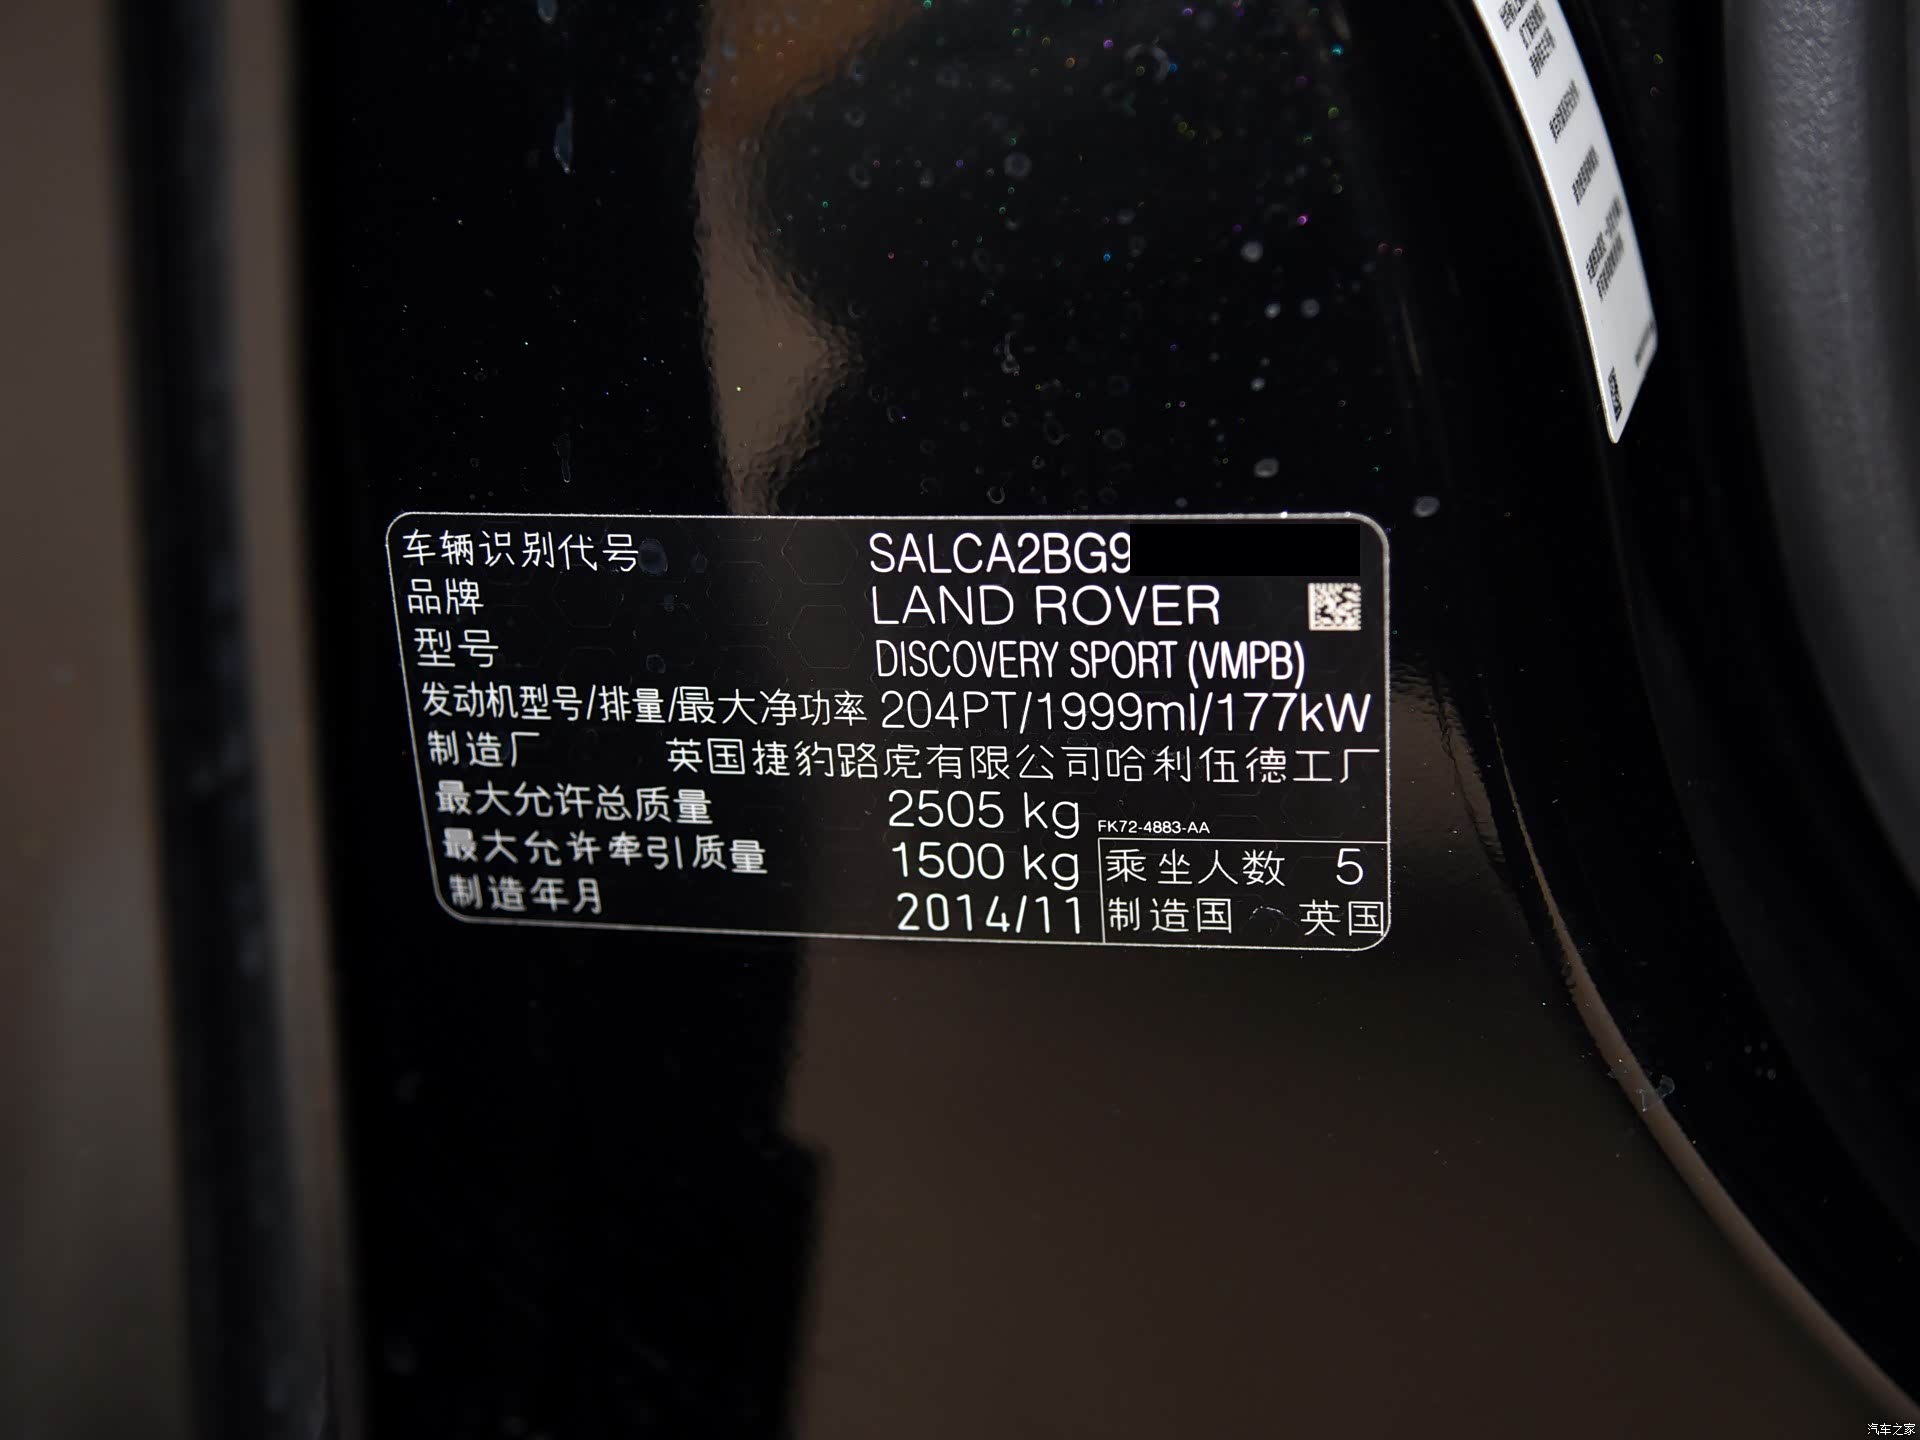 车辆识别代号 SALCA2BG9
品牌 LAND ROVER
型号 DISCOVERY SPORT (VMPB)
发动机型号/排量/最大净功率 204PT/1999ml/177kW
制造厂 英国捷豹路虎有限公司哈利伍德工厂
最大允许总质量 2505 kg FK72-4883-AA
最大允许牵引质量 1500 kg 乘坐人数 5
制造年月 2014/11 制造国 英国
汽车之家